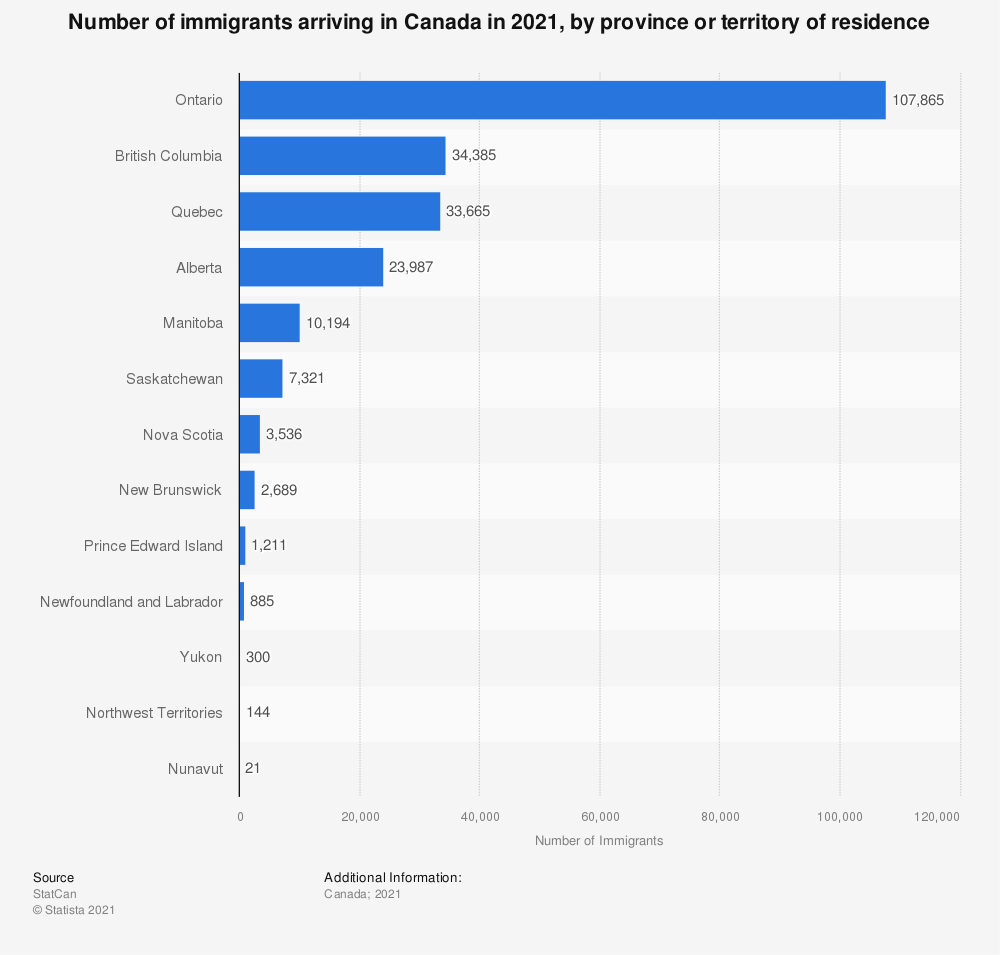 Number of immigrants arriving in Canada in 2021, by province or territory of residence
Ontario 107,865
British Columbia 34,385
Quebec 33,665
Alberta 23,987
Manitoba 10,194
Saskatchewan 7,321
Nova Scotia 3,536
New Brunswick 2,689
Prince Edward Island 1,211
Newfoundland and Labrador 885
Yukon 300
Northwest Territories 144
Nunavut 21
0 20,000 40,000 60,000 80,000 100,000 120,000
Number of Immigrants
Source Additional Information:
StatCan Canada; 2021
© Statista 2021